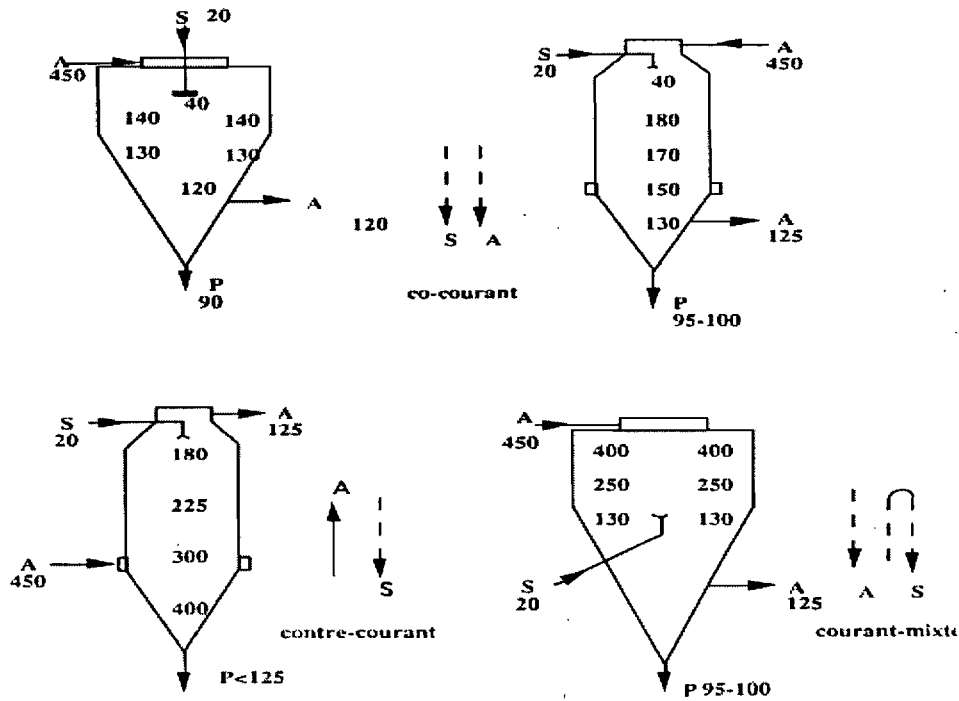 S 20
A
450
40
140 140
130 130
120
A
120
P
90
S A
co-courant
S
20
A
450
40
180
170
150
130
A
125
P
95-100
S
20
A
125
180
225
300
400
A
450
P<125
A
S
contre-courant
A
450
400 400
250 250
130 130
S
20
A
125
P 95-100
A S
courant-mixte